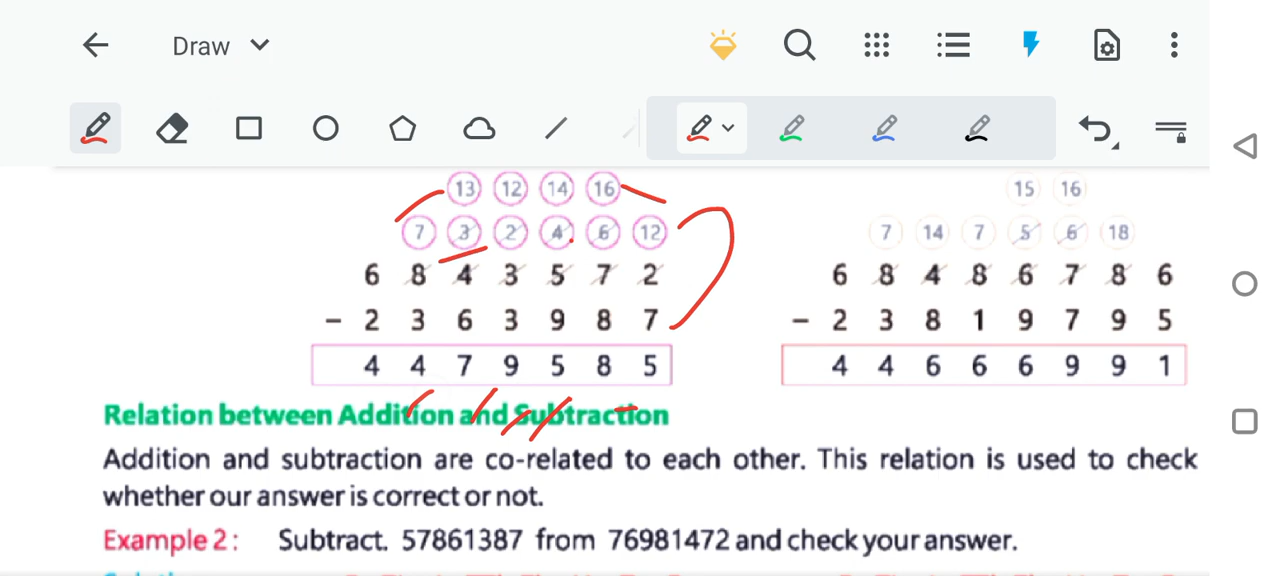 Draw
13 12 14 16
15 16
7 3 2 4 6 12
7 14 7 5 6 18
6 8 4 3 5 7 2
6 8 4 8 6 7 8 6
− 2 3 6 3 9 8 7
− 2 3 8 1 9 7 9 5
4 4 7 9 5 8 5
4 4 6 6 6 9 9 1
Relation between Addition and Subtraction
Addition and subtraction are co-related to each other. This relation is used to check
whether our answer is correct or not.
Example 2 : Subtract. 57861387 from 76981472 and check your answer.